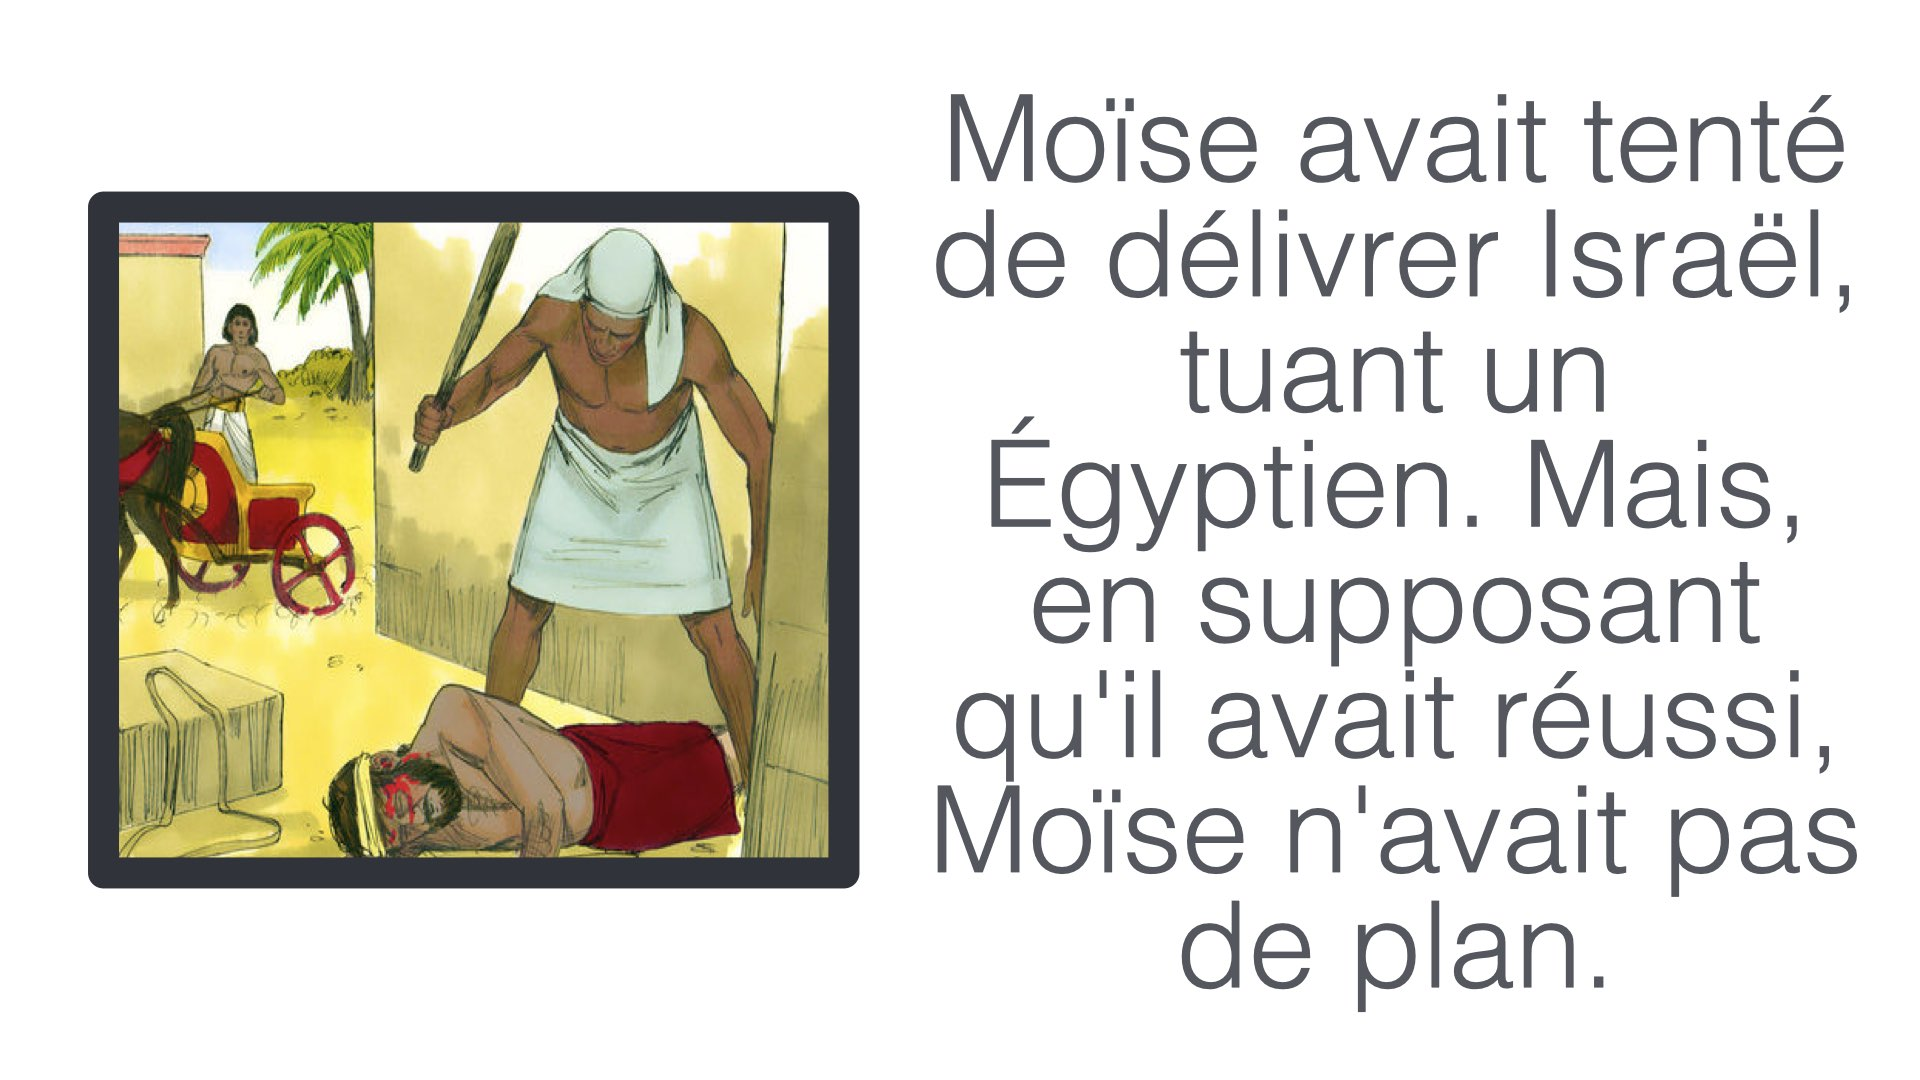 Moïse avait tenté
de délivrer Israël,
tuant un
Égyptien. Mais,
en supposant
qu'il avait réussi,
Moïse n'avait pas
de plan.